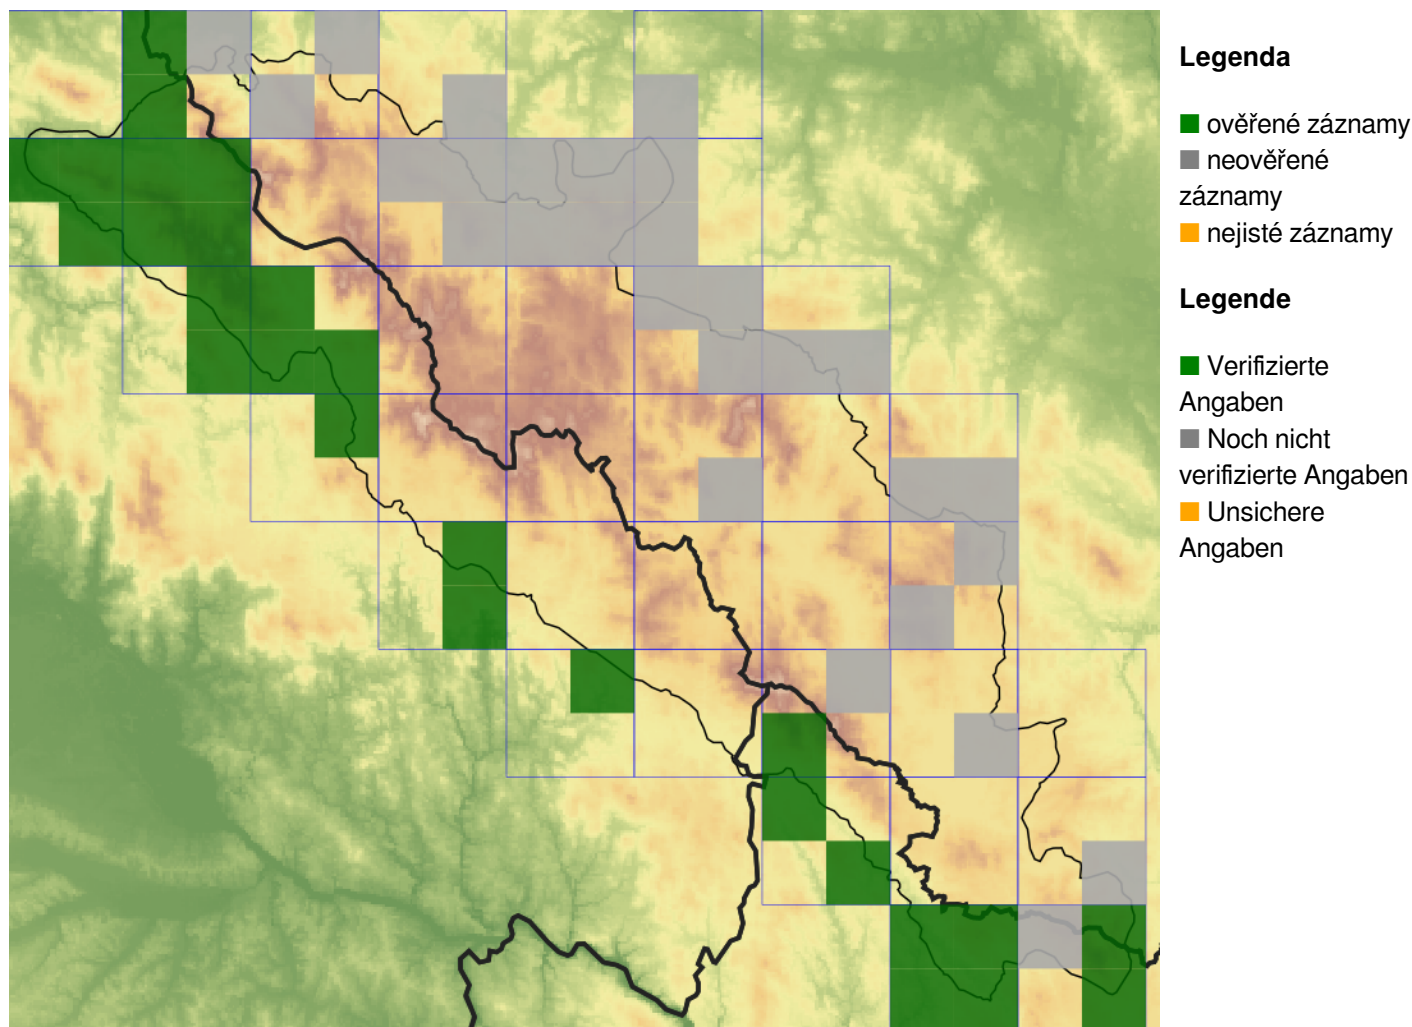 Legenda
ověřené záznamy
neověřené
záznamy
nejisté záznamy
Legende
Verifizierte
Angaben
Noch nicht
verifizierte Angaben
Unsichere
Angaben